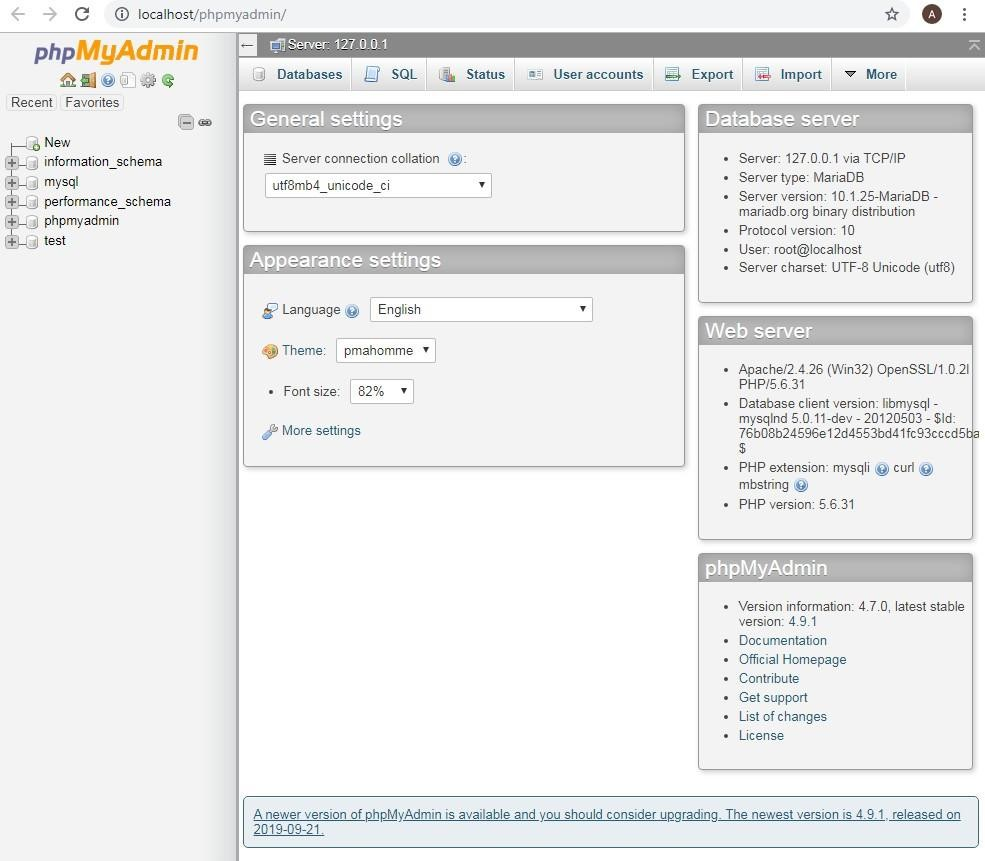 localhost/phpmyadmin/
A
phpMyAdmin
Recent Favorites
New
information_schema
mysql
performance_schema
phpmyadmin
test
Server: 127.0.0.1
Databases SQL Status User accounts Export Import More
General settings
Server connection collation :
utf8mb4_unicode_ci
Appearance settings
Language English
Theme: pmahomme
• Font size: 82%
More settings
Database server
• Server: 127.0.0.1 via TCP/IP
• Server type: MariaDB
• Server version: 10.1.25-MariaDB -
mariadb.org binary distribution
• Protocol version: 10
• User: root@localhost
• Server charset: UTF-8 Unicode (utf8)
Web server
• Apache/2.4.26 (Win32) OpenSSL/1.0.2l
PHP/5.6.31
• Database client version: libmysql -
mysqlnd 5.0.11-dev - 20120503 - $Id:
76b08b24596e12d4553bd41fc93cccd5ba
$
• PHP extension: mysqli curl
mbstring
• PHP version: 5.6.31
phpMyAdmin
• Version information: 4.7.0, latest stable
version: 4.9.1
• Documentation
• Official Homepage
• Contribute
• Get support
• List of changes
• License
A newer version of phpMyAdmin is available and you should consider upgrading. The newest version is 4.9.1, released on
2019-09-21.